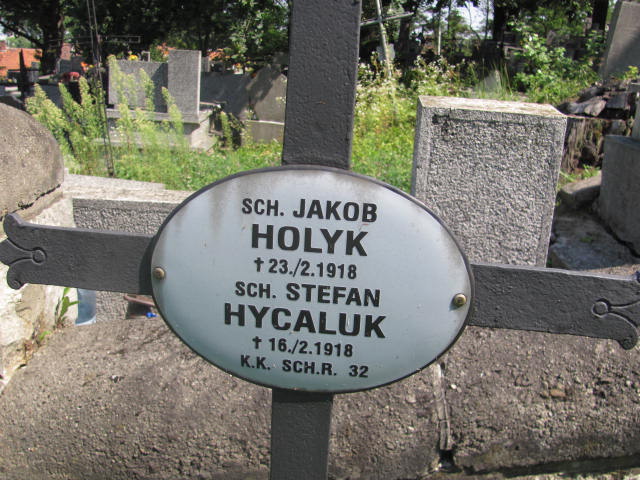 SCH. JAKOB
HOLYK
† 23./2.1918
SCH. STEFAN
HYCALUK
† 16./2.1918
K.K. SCH.R. 32